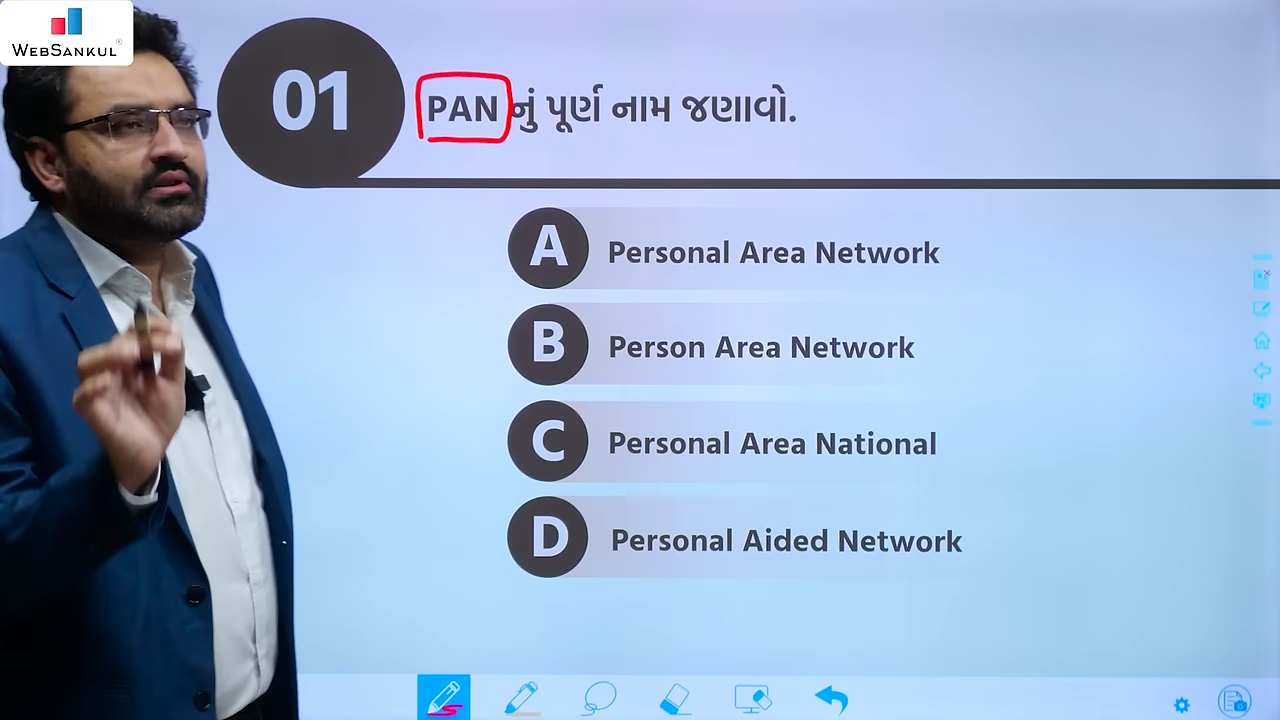 WEBSANKUL
01
PAN નું પૂર્ણ નામ જણાવો.
A Personal Area Network
B Person Area Network
C Personal Area National
D Personal Aided Network